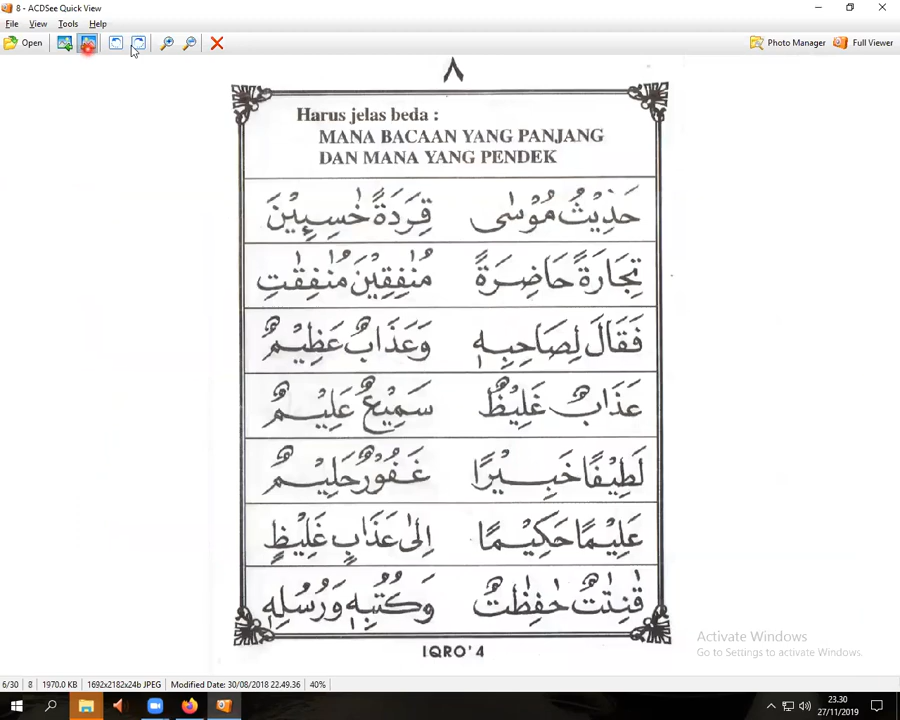 8 - ACDSee Quick View
File View Tools Help
Open Photo Manager Full Viewer
٨
Harus jelas beda :
MANA BACAAN YANG PANJANG
DAN MANA YANG PENDEK
حَدِيْثُ مُوْسٰى قِرَدَةً خٰسِـِٕيْنَ
تِجَارَةً حَاضِرَةً مُنٰفِقِيْنَ مُنٰفِقٰتِ
فَقَالَ لِصَاحِبِهٖ وَعَذَابٌ عَظِيْمٌ
عَذَابٌ غَلِيْظٌ سَمِيْعٌ عَلِيْمٌ
لَطِيْفًا خَبِيْرًا غَفُوْرٌ حَلِيْمٌ
عَلِيْمًا حَكِيْمًا اِلٰى عَذَابٍ غَلِيْظٍ
قٰنِتٰتٌ حٰفِظٰتٌ وَكُتُبِهٖ وَرُسُلِهٖ
IQRO' 4
Activate Windows
Go to Settings to activate Windows.
6/30 8 1970.0 KB 1692x2182x24b JPEG Modified Date: 30/08/2018 22.49.36 40%
23.30
27/11/2019